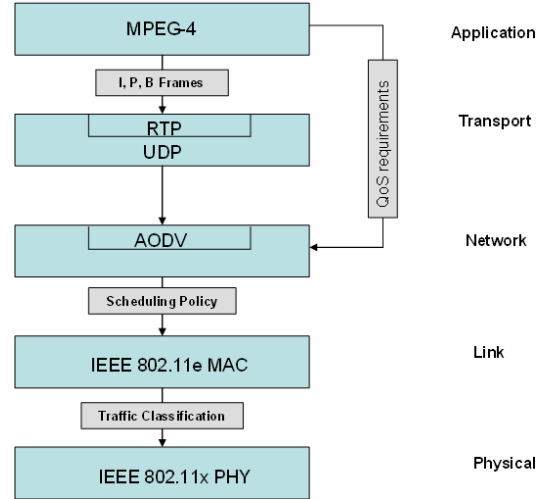 MPEG-4
Application
I, P, B Frames
QoS requirements
RTP
Transport
UDP
AODV
Network
Scheduling Policy
IEEE 802.11e MAC
Link
Traffic Classification
IEEE 802.11x PHY
Physical